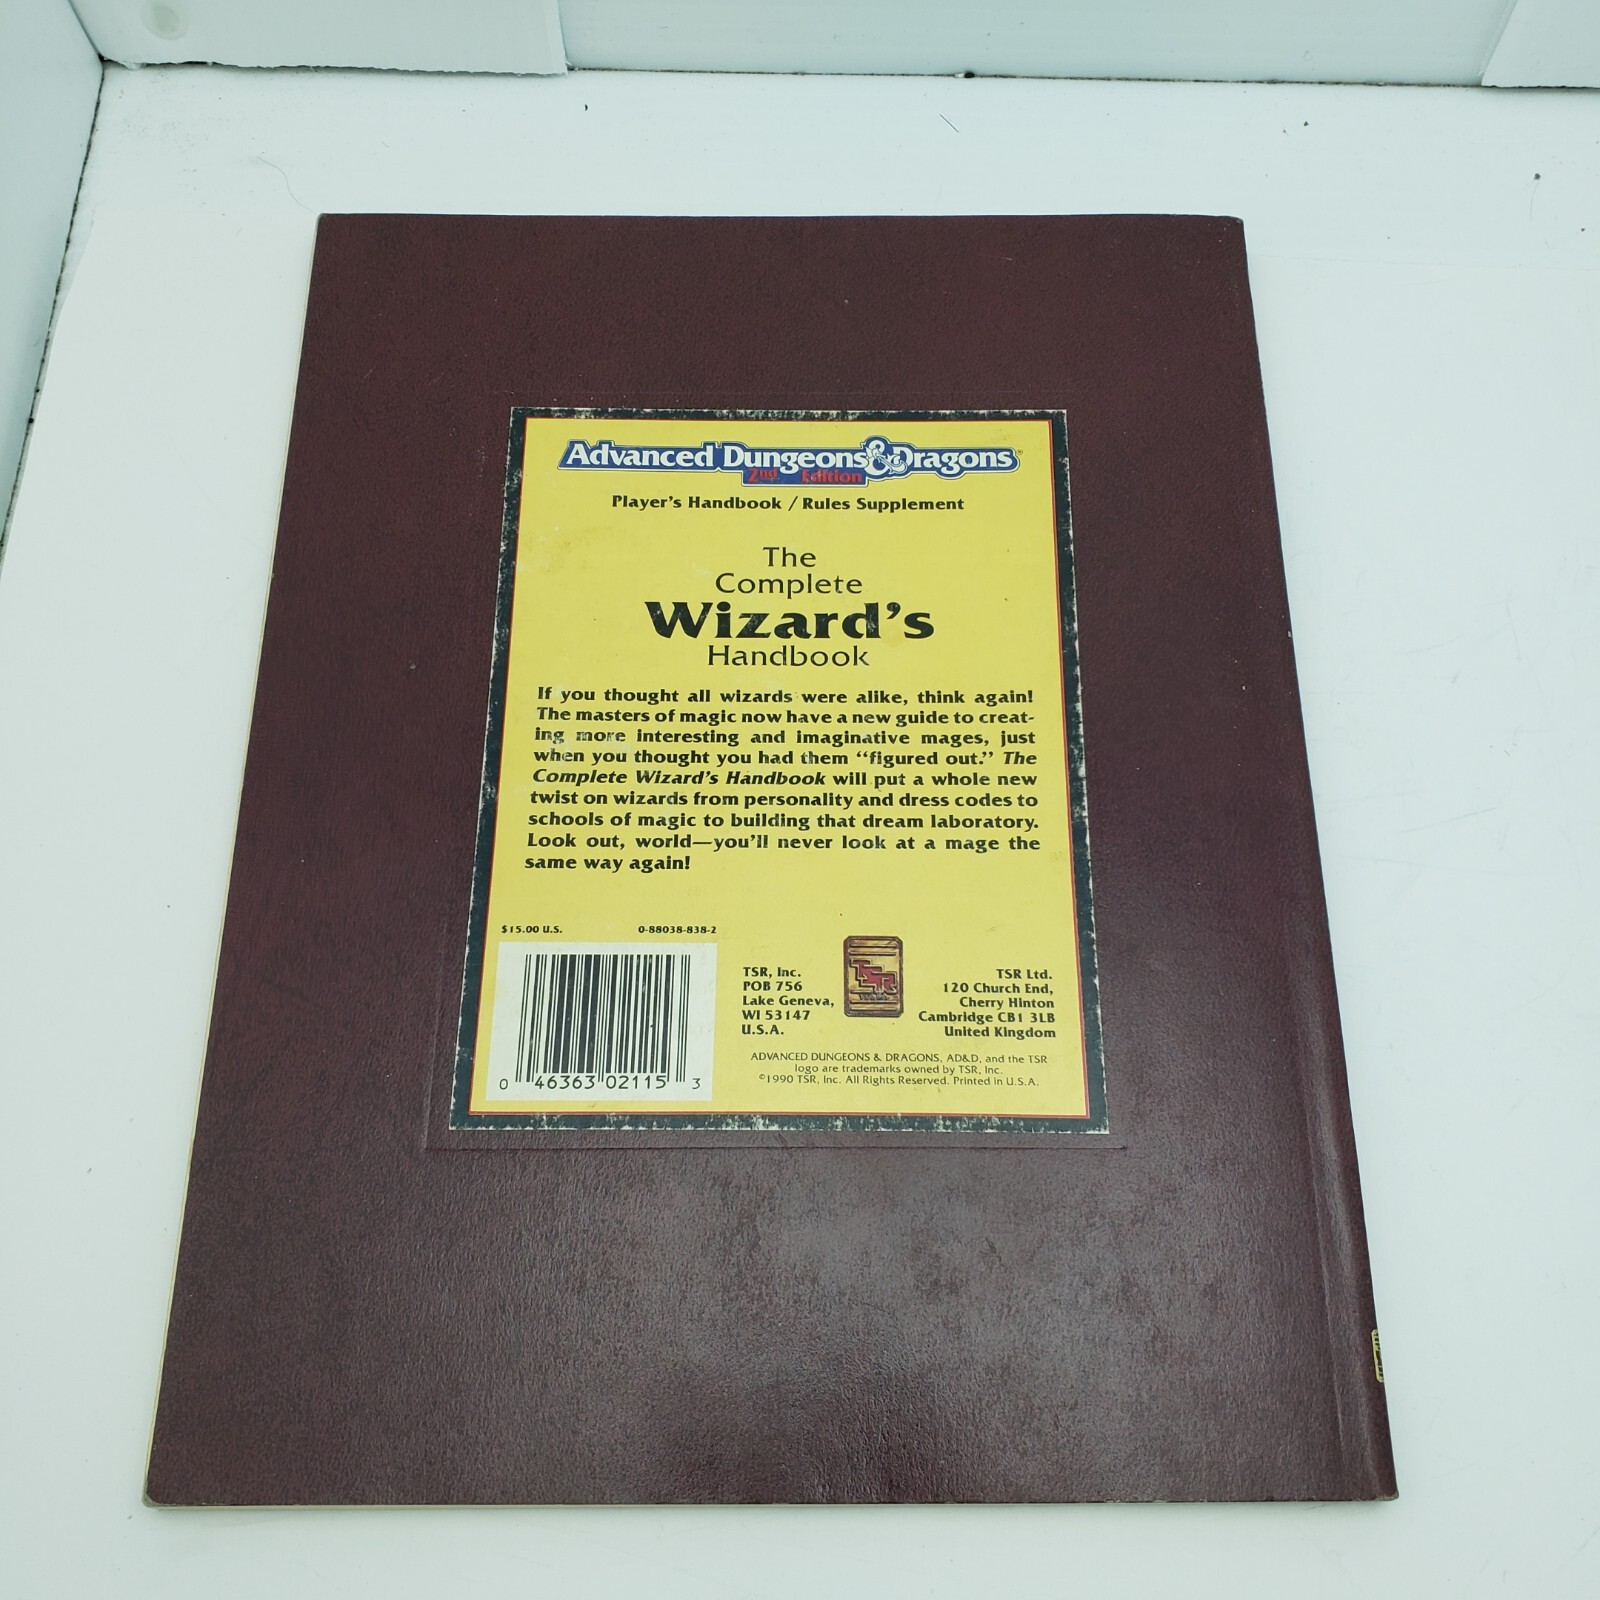 Advanced Dungeons & Dragons®
2nd Edition
Player's Handbook / Rules Supplement
The
Complete
Wizard's
Handbook
If you thought all wizards were alike, think again!
The masters of magic now have a new guide to creat-
ing more interesting and imaginative mages, just
when you thought you had them “figured out.” The
Complete Wizard's Handbook will put a whole new
twist on wizards from personality and dress codes to
schools of magic to building that dream laboratory.
Look out, world—you'll never look at a mage the
same way again!
$15.00 U.S.
0-88038-838-2
0 46363 02115 3
TSR, Inc.
POB 756
Lake Geneva,
WI 53147
U.S.A.
TSR
TSR Ltd.
120 Church End,
Cherry Hinton
Cambridge CB1 3LB
United Kingdom
ADVANCED DUNGEONS & DRAGONS, AD&D, and the TSR
logo are trademarks owned by TSR, Inc.
©1990 TSR, Inc. All Rights Reserved. Printed in U.S.A.